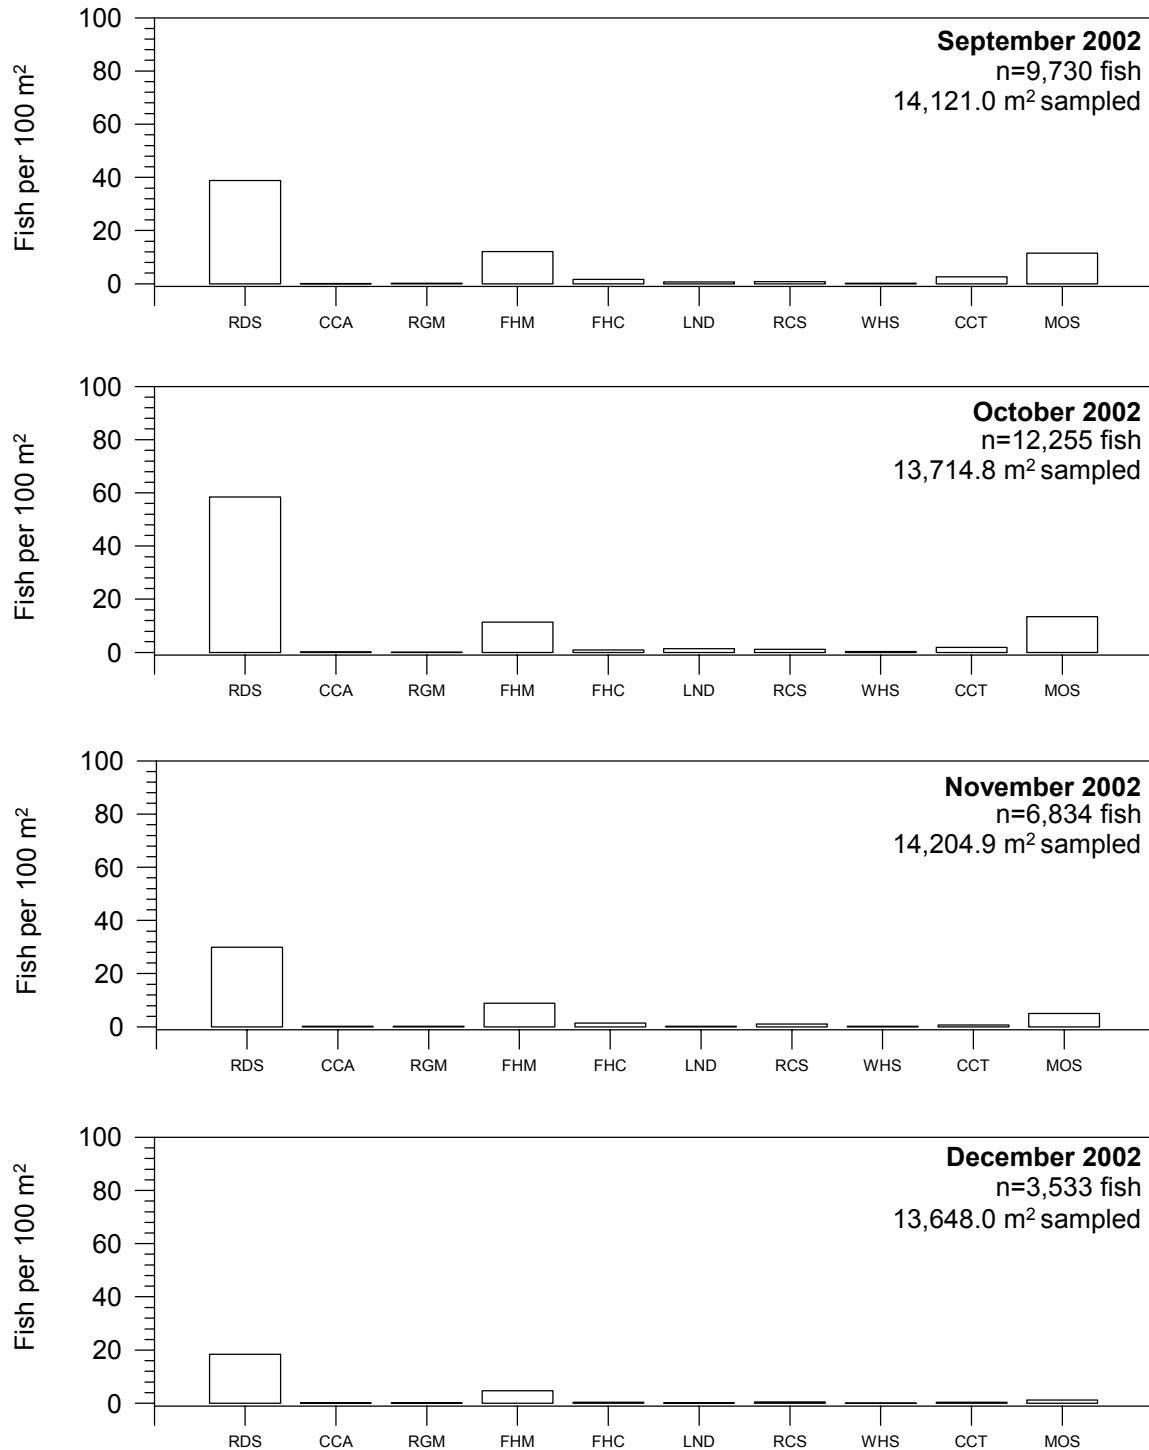 September 2002
n=9,730 fish
14,121.0 m² sampled
Fish per 100 m²
100
80
60
40
20
0
RDS CCA RGM FHM FHC LND RCS WHS CCT MOS
October 2002
n=12,255 fish
13,714.8 m² sampled
Fish per 100 m²
100
80
60
40
20
0
RDS CCA RGM FHM FHC LND RCS WHS CCT MOS
November 2002
n=6,834 fish
14,204.9 m² sampled
Fish per 100 m²
100
80
60
40
20
0
RDS CCA RGM FHM FHC LND RCS WHS CCT MOS
December 2002
n=3,533 fish
13,648.0 m² sampled
Fish per 100 m²
100
80
60
40
20
0
RDS CCA RGM FHM FHC LND RCS WHS CCT MOS